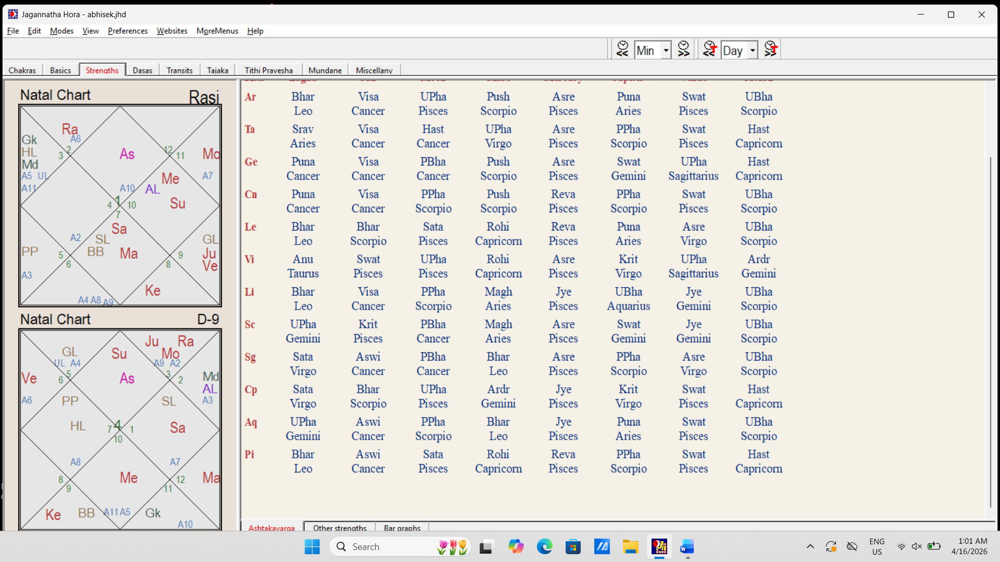 Jagannatha Hora - abhisek.jhd
File Edit Modes View Preferences Websites MoreMenus Help
<< Min >> << T Day >> T
Chakras Basics Strengths Dasas Transits Tajaka Tithi Pravesha Mundane Miscellany
Natal Chart Rasi
Ra
A6
Gk
HL
Md
A5 UL
A11
3 2
As
12 11
Mo
A7
Me
AL
A10
Su
4 1 10
7
Sa
A2 SL
BB Ma
PP
5
6
A3
9
8
GL
Ju
Ve
Ke
A4 A8 A9
Natal Chart D-9
GL
UL A4
Su
Ju Ra
Mo
A9 A2
Ve
6 5
As
3 2
Md
AL
A3
A6
PP
SL
HL
7 4 1
10
Sa
A8
A7
8
9
Me
12
11
Ma
Ke BB A11 A5 Gk
A10
Ar Bhar Visa UPha Push Asre Puna Swat UBha
Leo Cancer Pisces Scorpio Pisces Aries Pisces Scorpio
Ta Srav Visa Hast UPha Asre PPha Swat Hast
Aries Cancer Cancer Virgo Pisces Scorpio Pisces Capricorn
Ge Puna Visa PBha Push Asre Swat UPha Hast
Cancer Cancer Cancer Scorpio Pisces Gemini Sagittarius Capricorn
Cn Puna Visa PPha Push Reva PPha Swat UBha
Cancer Cancer Scorpio Scorpio Pisces Scorpio Pisces Scorpio
Le Bhar Bhar Sata Rohi Reva Puna Asre UBha
Leo Scorpio Pisces Capricorn Pisces Aries Virgo Scorpio
Vi Anu Swat UPha Rohi Asre Krit UPha Ardr
Taurus Pisces Pisces Capricorn Pisces Virgo Sagittarius Gemini
Li Bhar Visa PPha Magh Jye UBha Jye UBha
Leo Cancer Scorpio Aries Pisces Aquarius Gemini Scorpio
Sc UPha Krit PBha Magh Asre Swat Jye UBha
Gemini Pisces Cancer Aries Pisces Gemini Gemini Scorpio
Sg Sata Aswi PBha Bhar Asre PPha Asre UBha
Virgo Cancer Cancer Leo Pisces Scorpio Virgo Scorpio
Cp Sata Bhar UPha Ardr Jye Krit Swat Hast
Virgo Scorpio Pisces Gemini Pisces Virgo Pisces Capricorn
Aq UPha Aswi PPha Bhar Jye Puna Swat UBha
Gemini Cancer Scorpio Leo Pisces Aries Pisces Scorpio
Pi Bhar Aswi Sata Rohi Reva PPha Swat Hast
Leo Cancer Pisces Capricorn Pisces Scorpio Pisces Capricorn
Ashtakavarga Other strengths Bar graphs
Search
ENG
US
1:01 AM
4/16/2026